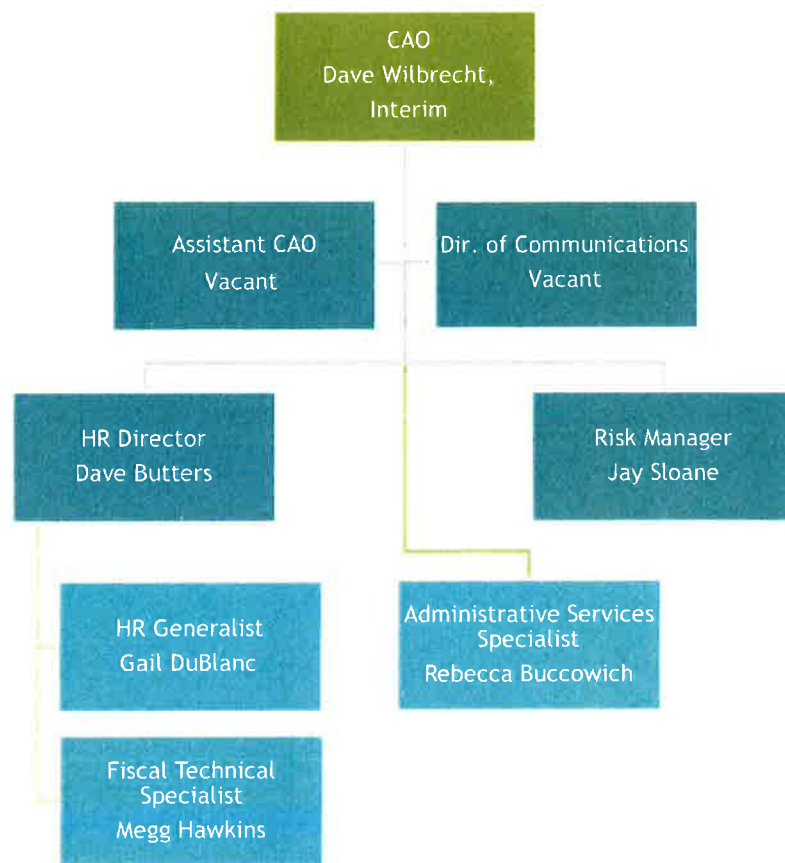 CAO
Dave Wilbrecht,
Interim
Assistant CAO
Vacant
Dir. of Communications
Vacant
HR Director
Dave Butters
Risk Manager
Jay Sloane
HR Generalist
Gail DuBlanc
Administrative Services
Specialist
Rebecca Buccowich
Fiscal Technical
Specialist
Megg Hawkins